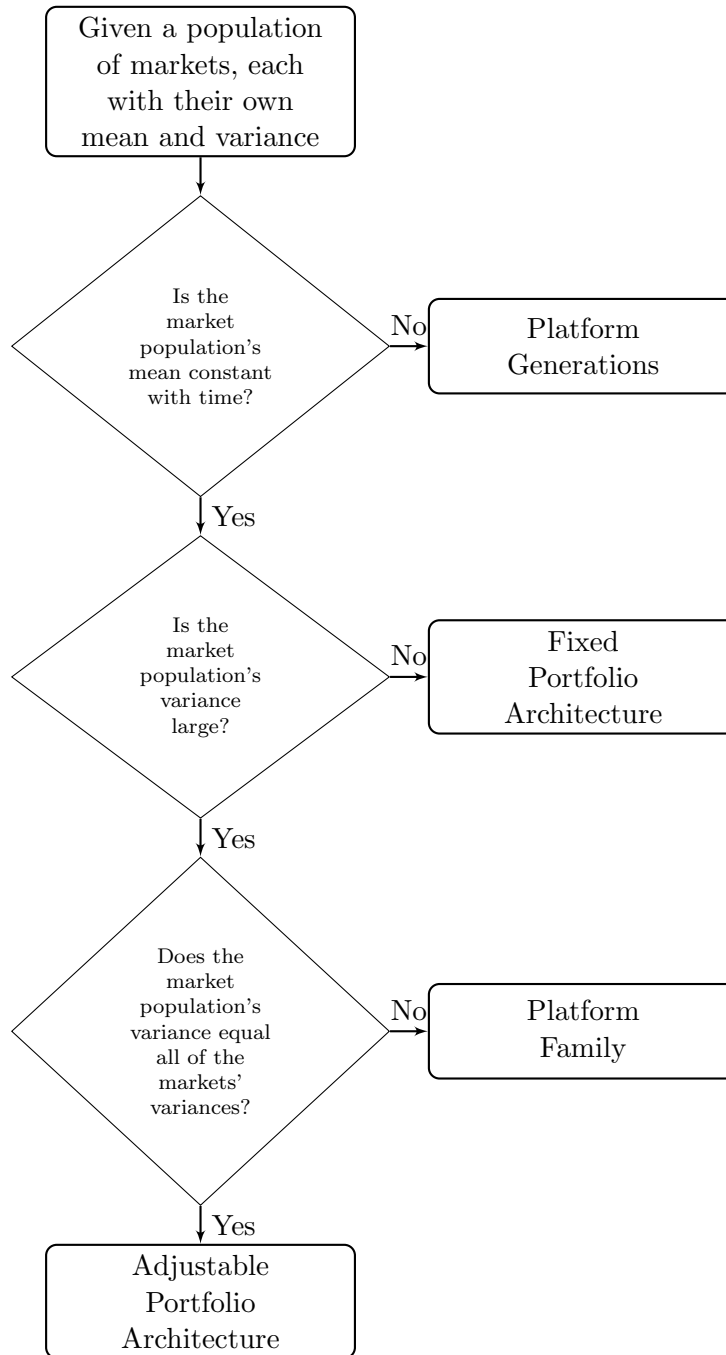 Given a population
of markets, each
with their own
mean and variance
Is the
market
population's
mean constant
with time?
No
Platform
Generations
Yes
Is the
market
population's
variance
large?
No
Fixed
Portfolio
Architecture
Yes
Does the
market
population's
variance equal
all of the
markets'
variances?
No
Platform
Family
Yes
Adjustable
Portfolio
Architecture